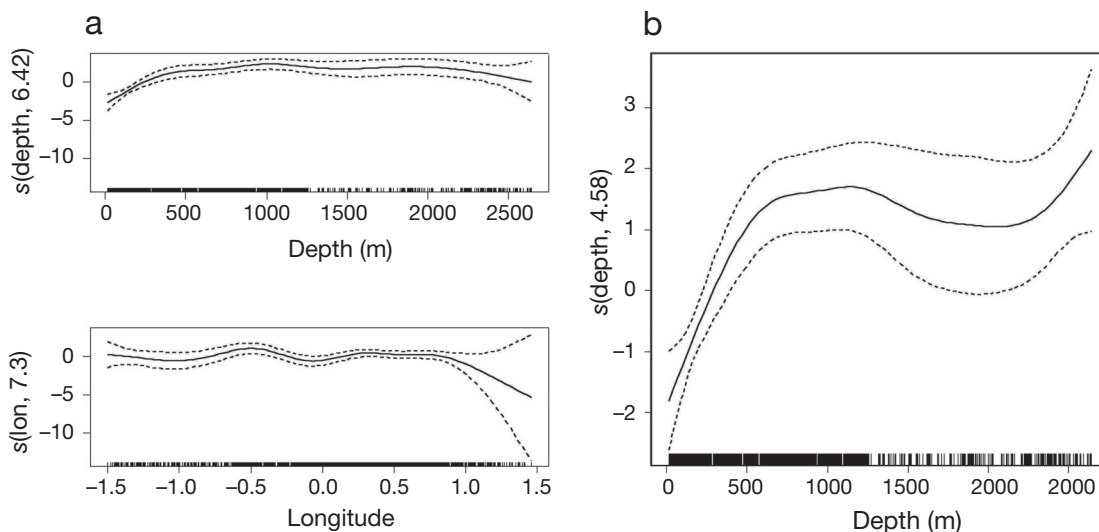 a
s(depth, 6.42)
0
−5
−10
0 500 1000 1500 2000 2500
Depth (m)
s(lon, 7.3)
0
−5
−10
−1.5 −1.0 −0.5 0.0 0.5 1.0 1.5
Longitude
b
s(depth, 4.58)
3
2
1
0
−1
−2
0 500 1000 1500 2000 2000
Depth (m)